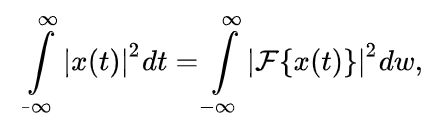 ∫_{-∞}^{∞} |x(t)|² dt = ∫_{-∞}^{∞} |ℱ{x(t)}|² dw,